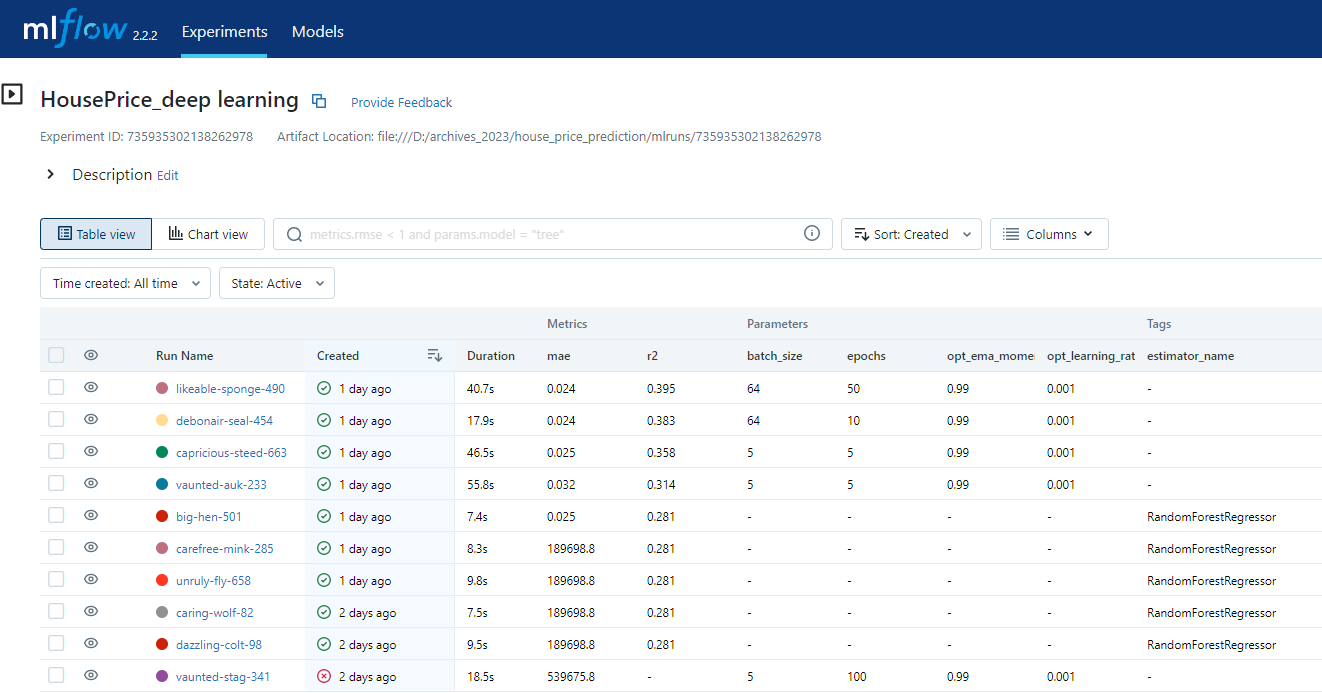 mlflow 2.2.2 Experiments Models
HousePrice_deep learning Provide Feedback
Experiment ID: 735935302138262978 Artifact Location: file:///D:/archives_2023/house_price_prediction/mlruns/735935302138262978
Description Edit
Table view Chart view metrics.rmse < 1 and params.model = "tree" Sort: Created Columns
Time created: All time State: Active
Metrics Parameters Tags
Run Name Created Duration mae r2 batch_size epochs opt_ema_momen opt_learning_rat estimator_name
likeable-sponge-490 1 day ago 40.7s 0.024 0.395 64 50 0.99 0.001 -
debonair-seal-454 1 day ago 17.9s 0.024 0.383 64 10 0.99 0.001 -
capricious-steed-663 1 day ago 46.5s 0.025 0.358 5 5 0.99 0.001 -
vaunted-auk-233 1 day ago 55.8s 0.032 0.314 5 5 0.99 0.001 -
big-hen-501 1 day ago 7.4s 0.025 0.281 - - - - RandomForestRegressor
carefree-mink-285 1 day ago 8.3s 189698.8 0.281 - - - - RandomForestRegressor
unruly-fly-658 1 day ago 9.8s 189698.8 0.281 - - - - RandomForestRegressor
caring-wolf-82 2 days ago 7.5s 189698.8 0.281 - - - - RandomForestRegressor
dazzling-colt-98 2 days ago 9.5s 189698.8 0.281 - - - - RandomForestRegressor
vaunted-stag-341 2 days ago 18.5s 539675.8 - 5 100 0.99 0.001 -